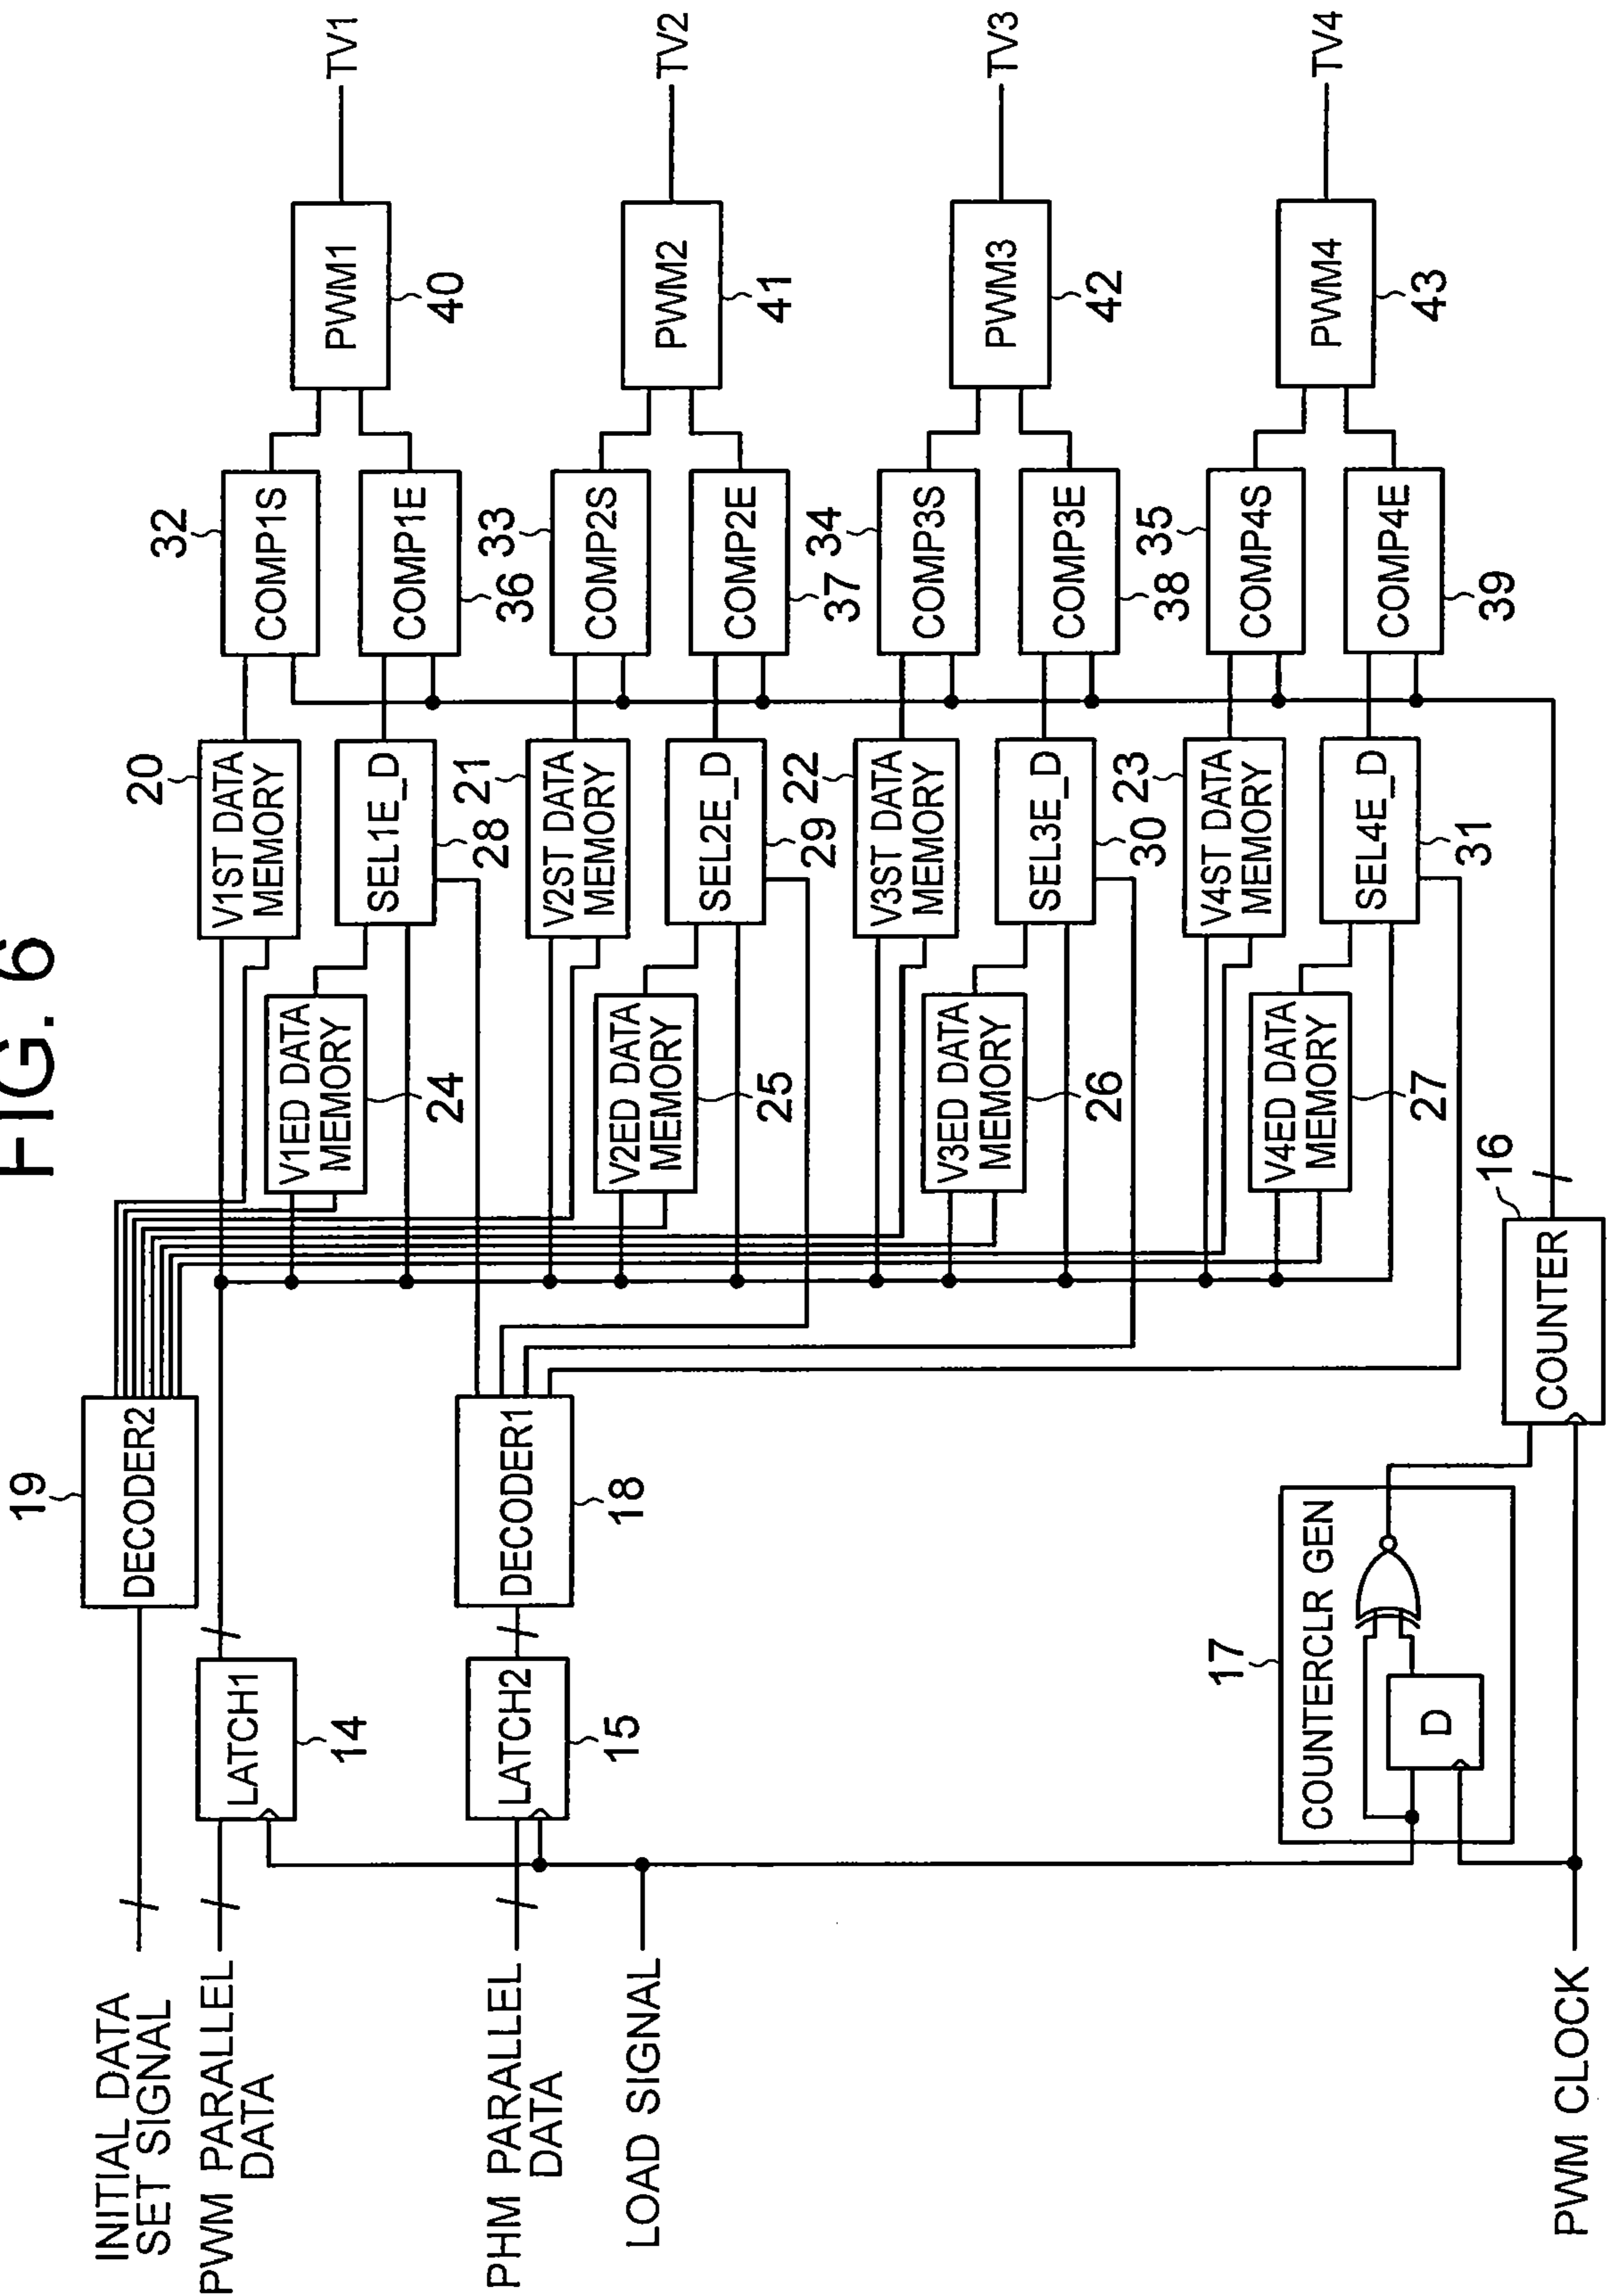 FIG. 6
INITIAL DATA
SET SIGNAL
PWM PARALLEL
DATA
PHM PARALLEL
DATA
LOAD SIGNAL
PWM CLOCK
19
DECODER2
LATCH1
14
LATCH2
15
DECODER1
18
17
COUNTERCLR GEN
D
16
COUNTER
20
V1ST DATA
MEMORY
V1ED DATA
MEMORY
24
SEL1E_D
28
21
V2ST DATA
MEMORY
V2ED DATA
MEMORY
25
SEL2E_D
29
22
V3ST DATA
MEMORY
V3ED DATA
MEMORY
26
SEL3E_D
30
23
V4ST DATA
MEMORY
V4ED DATA
MEMORY
27
SEL4E_D
31
32
COMP1S
COMP1E
36
33
COMP2S
COMP2E
37
34
COMP3S
COMP3E
38
35
COMP4S
COMP4E
39
PWM1
40
PWM2
41
PWM3
42
PWM4
43
TV1
TV2
TV3
TV4